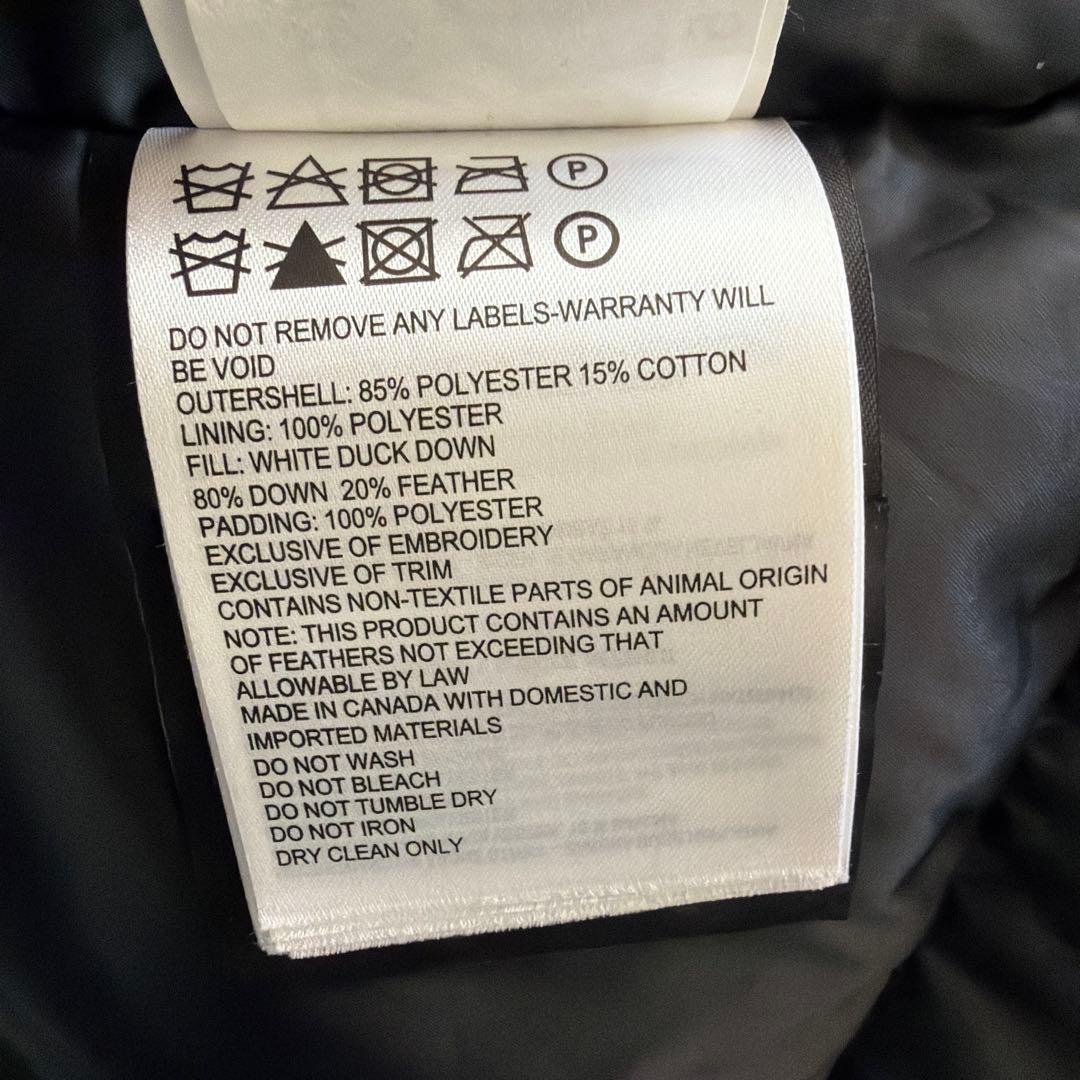 P
P
DO NOT REMOVE ANY LABELS-WARRANTY WILL
BE VOID
OUTERSHELL: 85% POLYESTER 15% COTTON
LINING: 100% POLYESTER
FILL: WHITE DUCK DOWN
80% DOWN 20% FEATHER
PADDING: 100% POLYESTER
EXCLUSIVE OF EMBROIDERY
EXCLUSIVE OF TRIM
CONTAINS NON-TEXTILE PARTS OF ANIMAL ORIGIN
NOTE: THIS PRODUCT CONTAINS AN AMOUNT
OF FEATHERS NOT EXCEEDING THAT
ALLOWABLE BY LAW
MADE IN CANADA WITH DOMESTIC AND
IMPORTED MATERIALS
DO NOT WASH
DO NOT BLEACH
DO NOT TUMBLE DRY
DO NOT IRON
DRY CLEAN ONLY